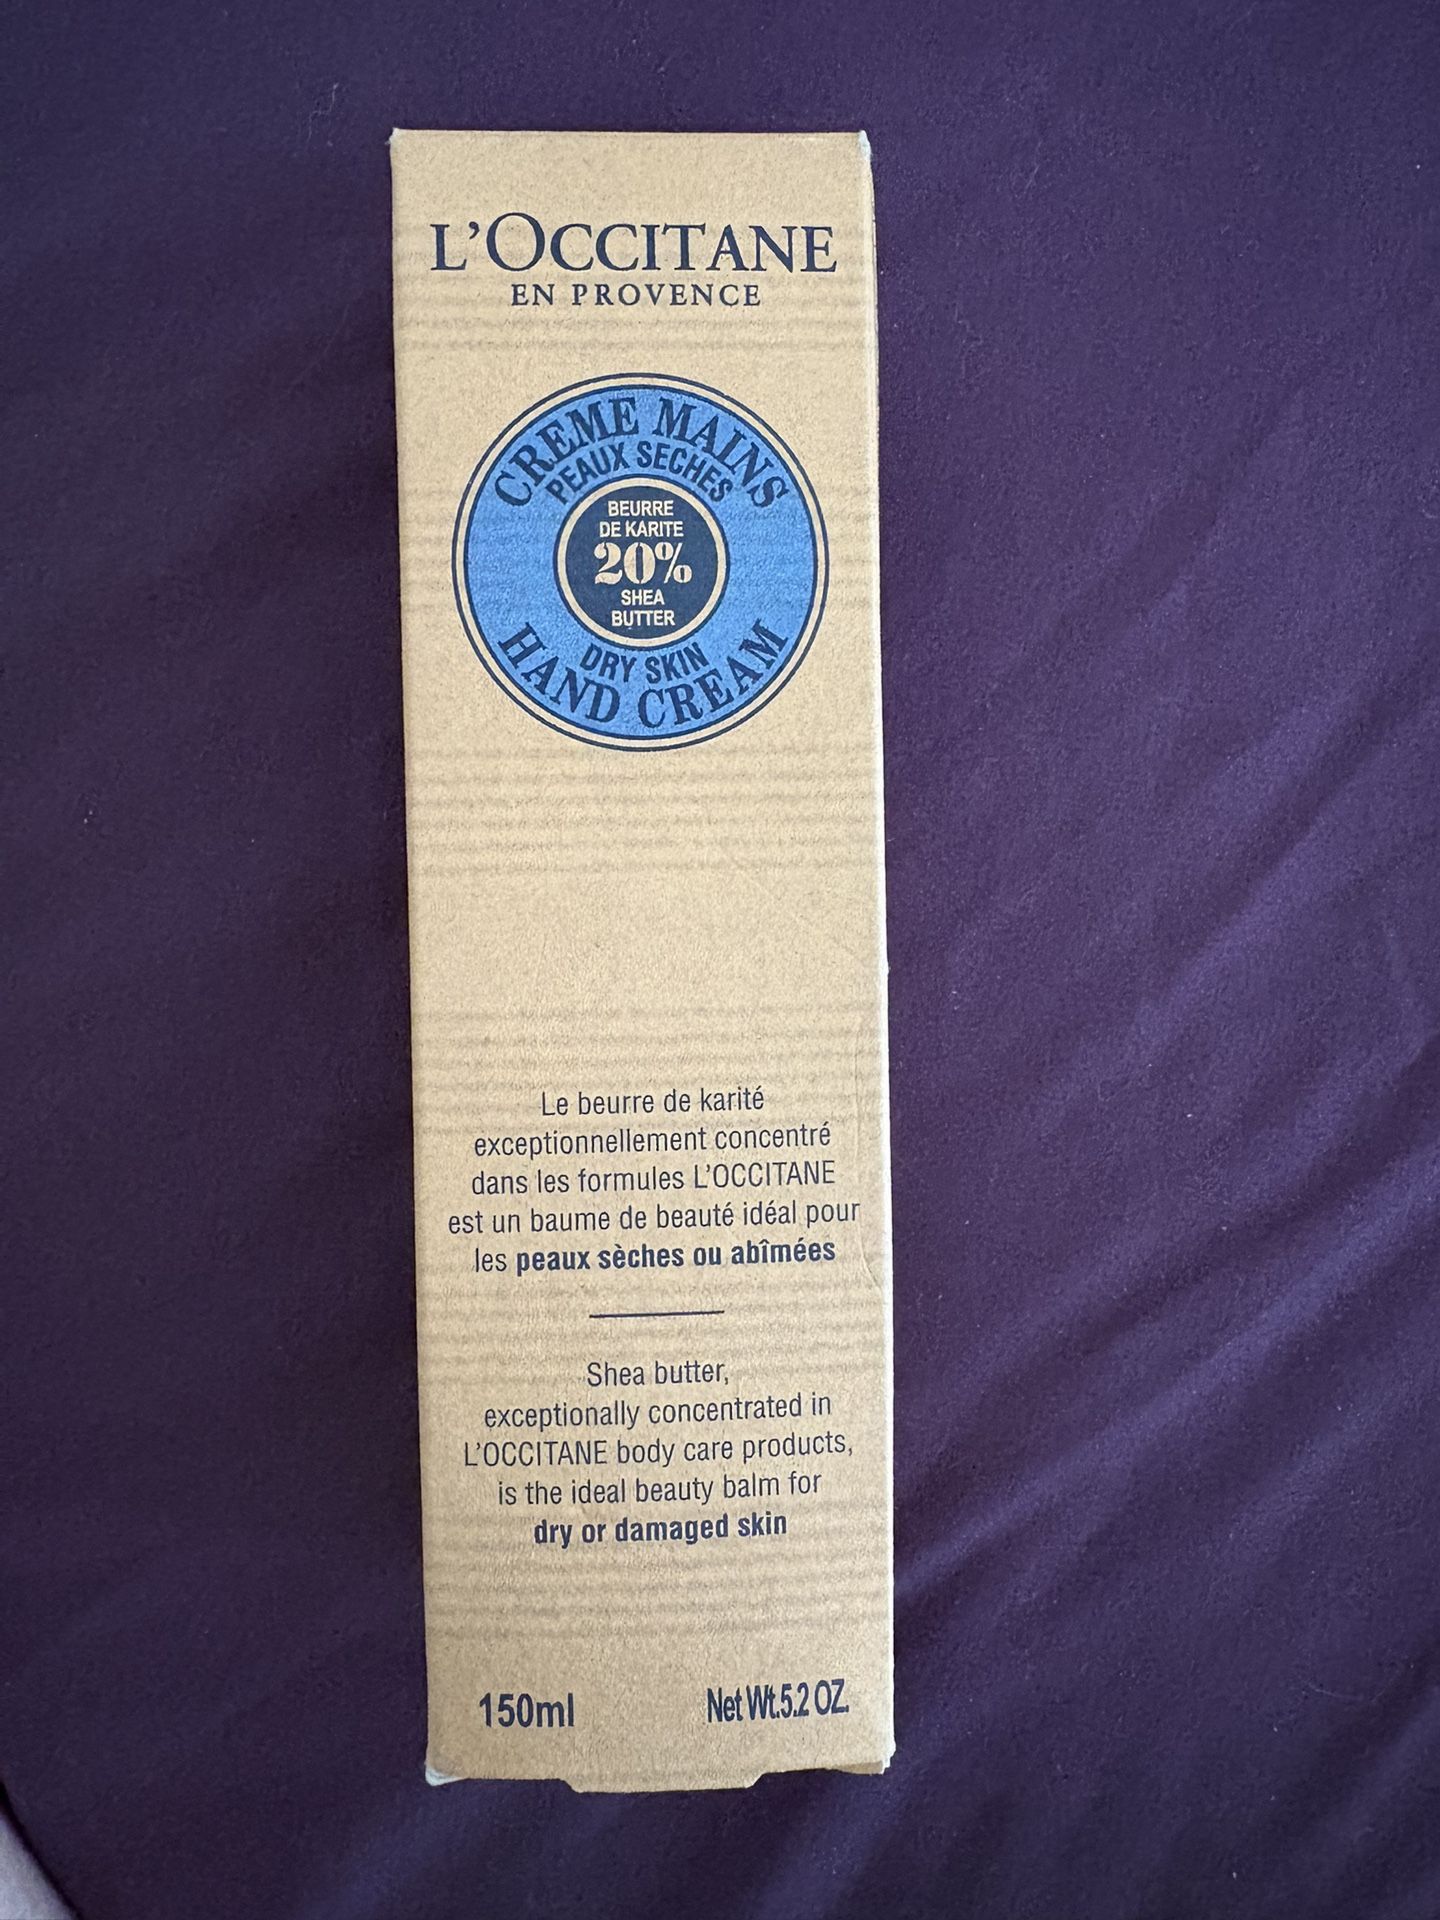 L'OCCITANE
EN PROVENCE
CREME MAINS
PEAUX SECHES
BEURRE
DE KARITE
20%
SHEA
BUTTER
DRY SKIN
HAND CREAM
Le beurre de karité
exceptionnellement concentré
dans les formules L'OCCITANE
est un baume de beauté idéal pour
les peaux sèches ou abîmées
Shea butter,
exceptionally concentrated in
L'OCCITANE body care products,
is the ideal beauty balm for
dry or damaged skin
150ml Net Wt.5.2 OZ.